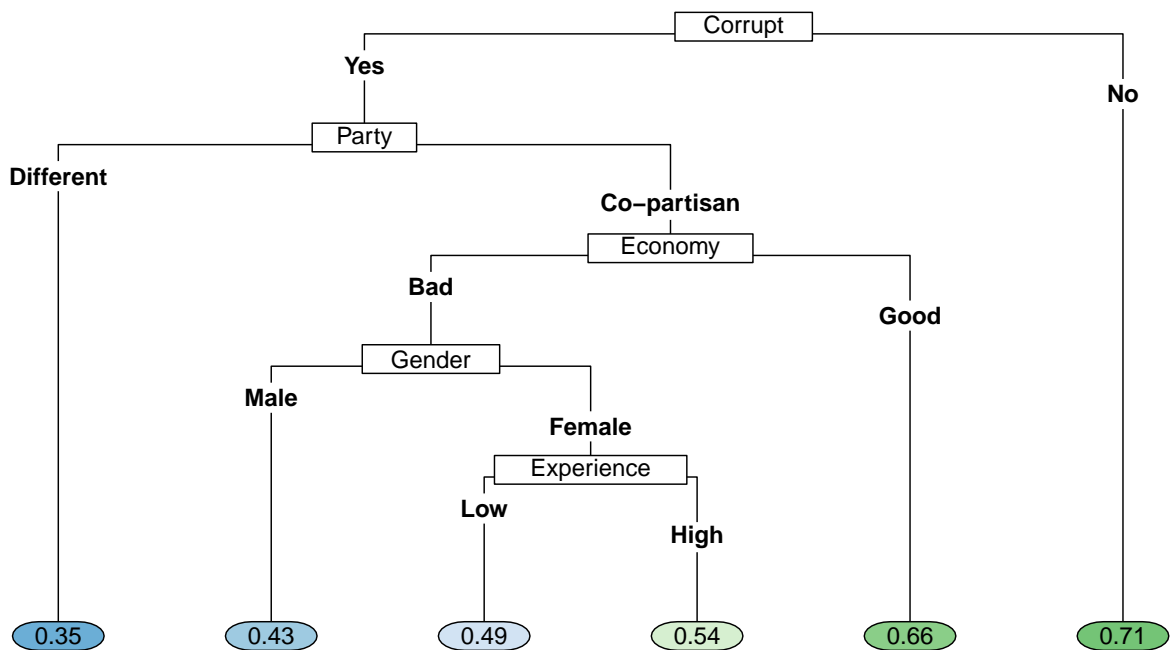 Corrupt
Yes
No
Party
Different
Co−partisan
Economy
Bad
Good
Gender
Male
Female
Experience
Low
High
0.35
0.43
0.49
0.54
0.66
0.71